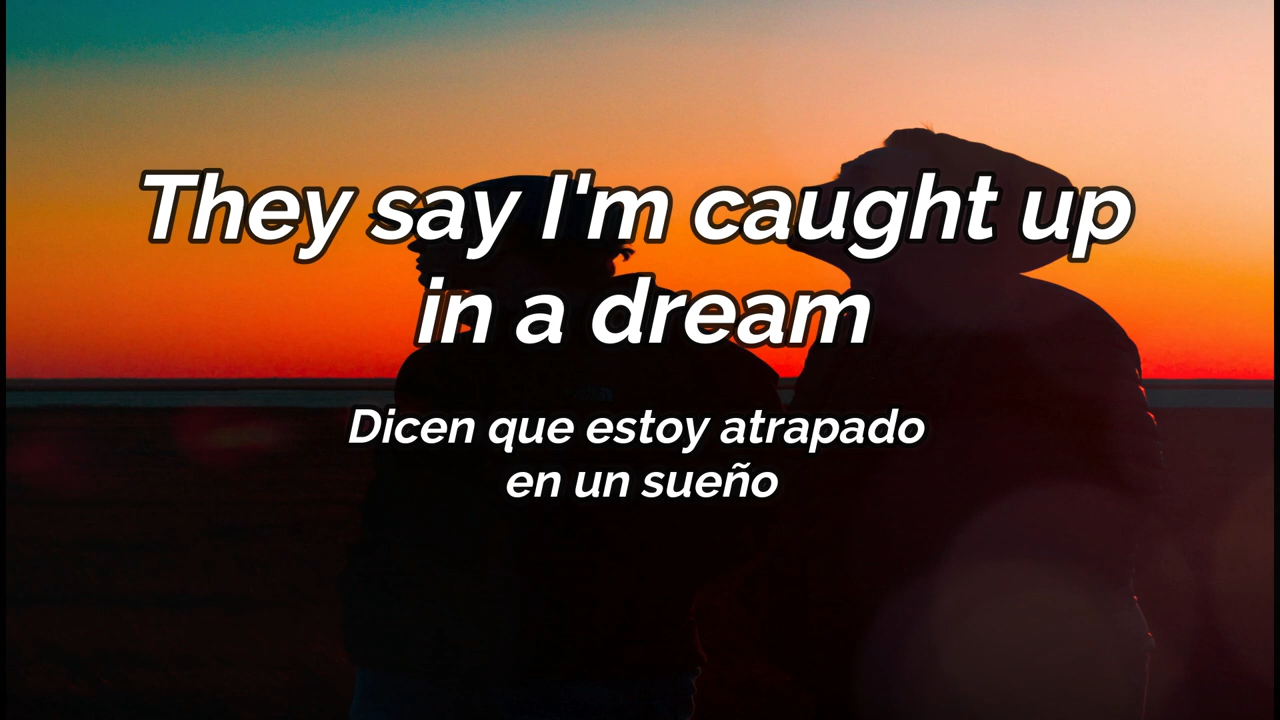 They say I'm caught up
in a dream
Dicen que estoy atrapado
en un sueño